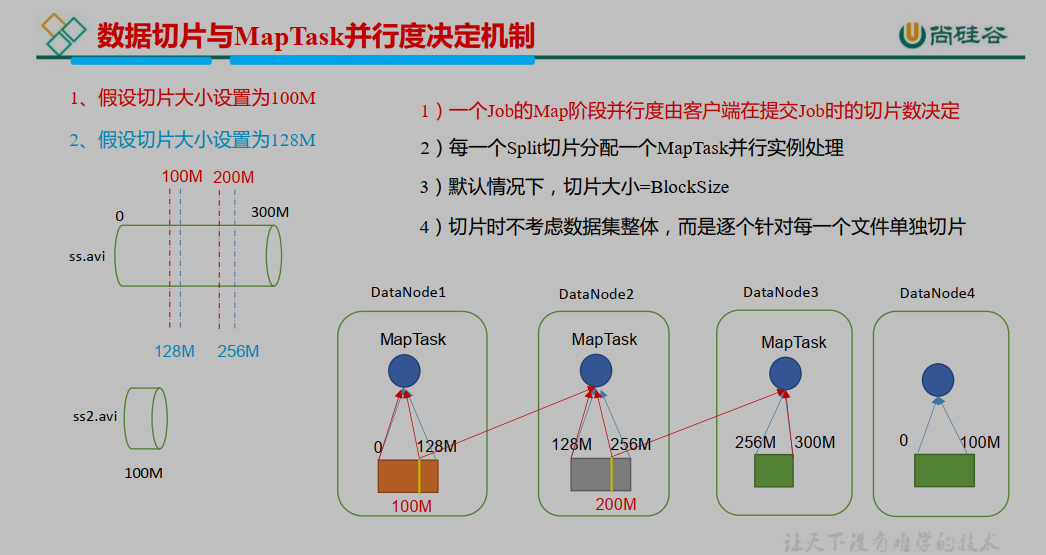 数据切片与MapTask并行度决定机制
尚硅谷
1、假设切片大小设置为100M
2、假设切片大小设置为128M
1）一个Job的Map阶段并行度由客户端在提交Job时的切片数决定
2）每一个Split切片分配一个MapTask并行实例处理
3）默认情况下，切片大小=BlockSize
4）切片时不考虑数据集整体，而是逐个针对每一个文件单独切片
100M 200M
0 300M
ss.avi
128M 256M
ss2.avi
100M
DataNode1 DataNode2 DataNode3 DataNode4
MapTask MapTask MapTask
0 128M 128M 256M 256M 300M 0 100M
100M 200M
让天下没有难学的技术